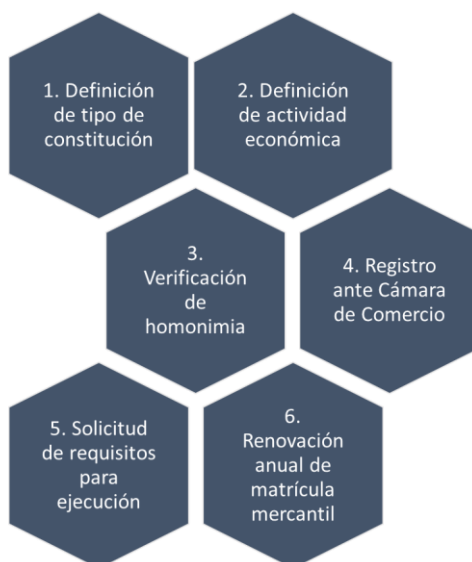 1. Definición
de tipo de
constitución
2. Definición
de actividad
económica
3.
Verificación
de
homonimia
4. Registro
ante Cámara
de Comercio
5. Solicitud
de requisitos
para
ejecución
6.
Renovación
anual de
matrícula
mercantil